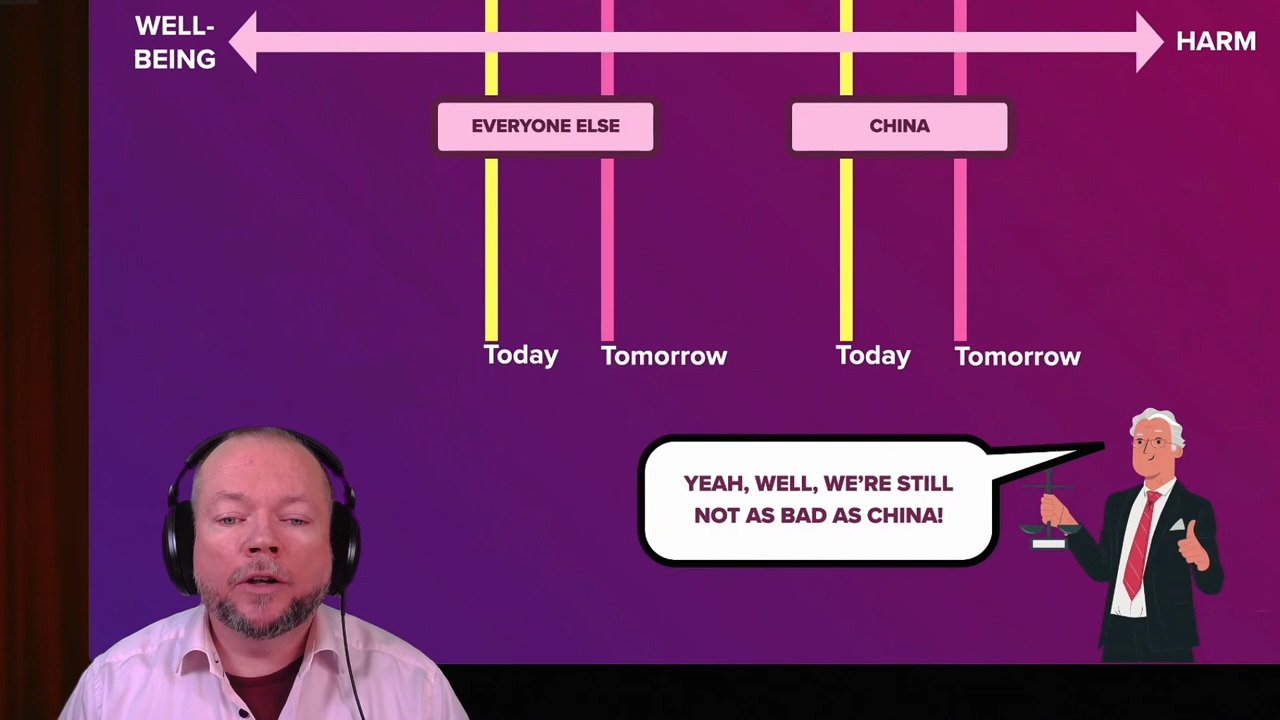 WELL-
BEING
HARM
EVERYONE ELSE
CHINA
Today
Tomorrow
Today
Tomorrow
YEAH, WELL, WE’RE STILL
NOT AS BAD AS CHINA!